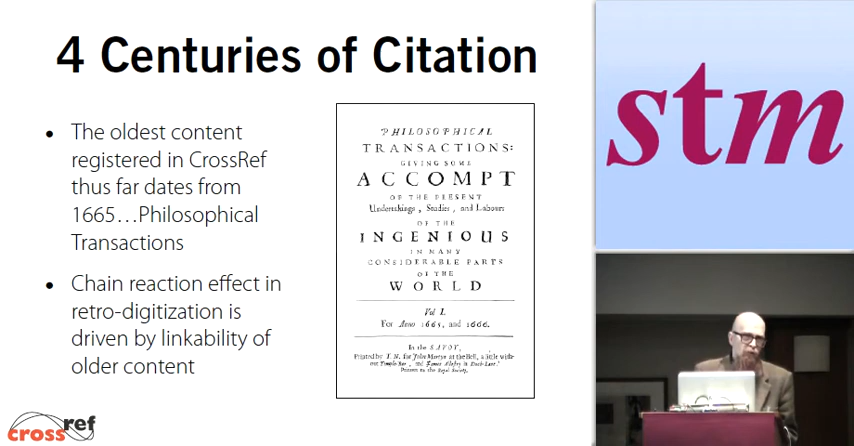 4 Centuries of Citation
• The oldest content
registered in CrossRef
thus far dates from
1665...Philosophical
Transactions
• Chain reaction effect in
retro-digitization is
driven by linkability of
older content
PHILOSOPHICAL
TRANSACTIONS:
GIVING SOME
ACCOMPT
OF THE PRESENT
Undertakings, Studies, and Labours
OF THE
INGENIOUS
IN MANY
CONSIDERABLE PARTS
OF THE
WORLD
Vol I.
For Anno 1665, and 1666.
In the SAVOY,
Printed by T. N. for John Martyn at the Bell, a little with-
out Temple-Bar, and James Allestry in Duck-Lane,
Printers to the Royal Society.
crossref
stm